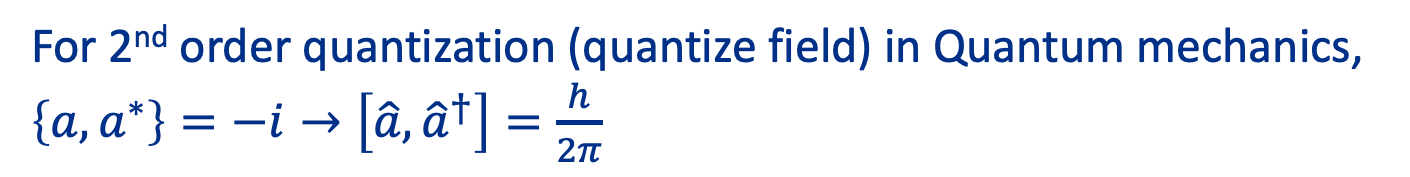 For 2nd order quantization (quantize field) in Quantum mechanics,
{a, a*} = −i → [â, â†] = h/2π